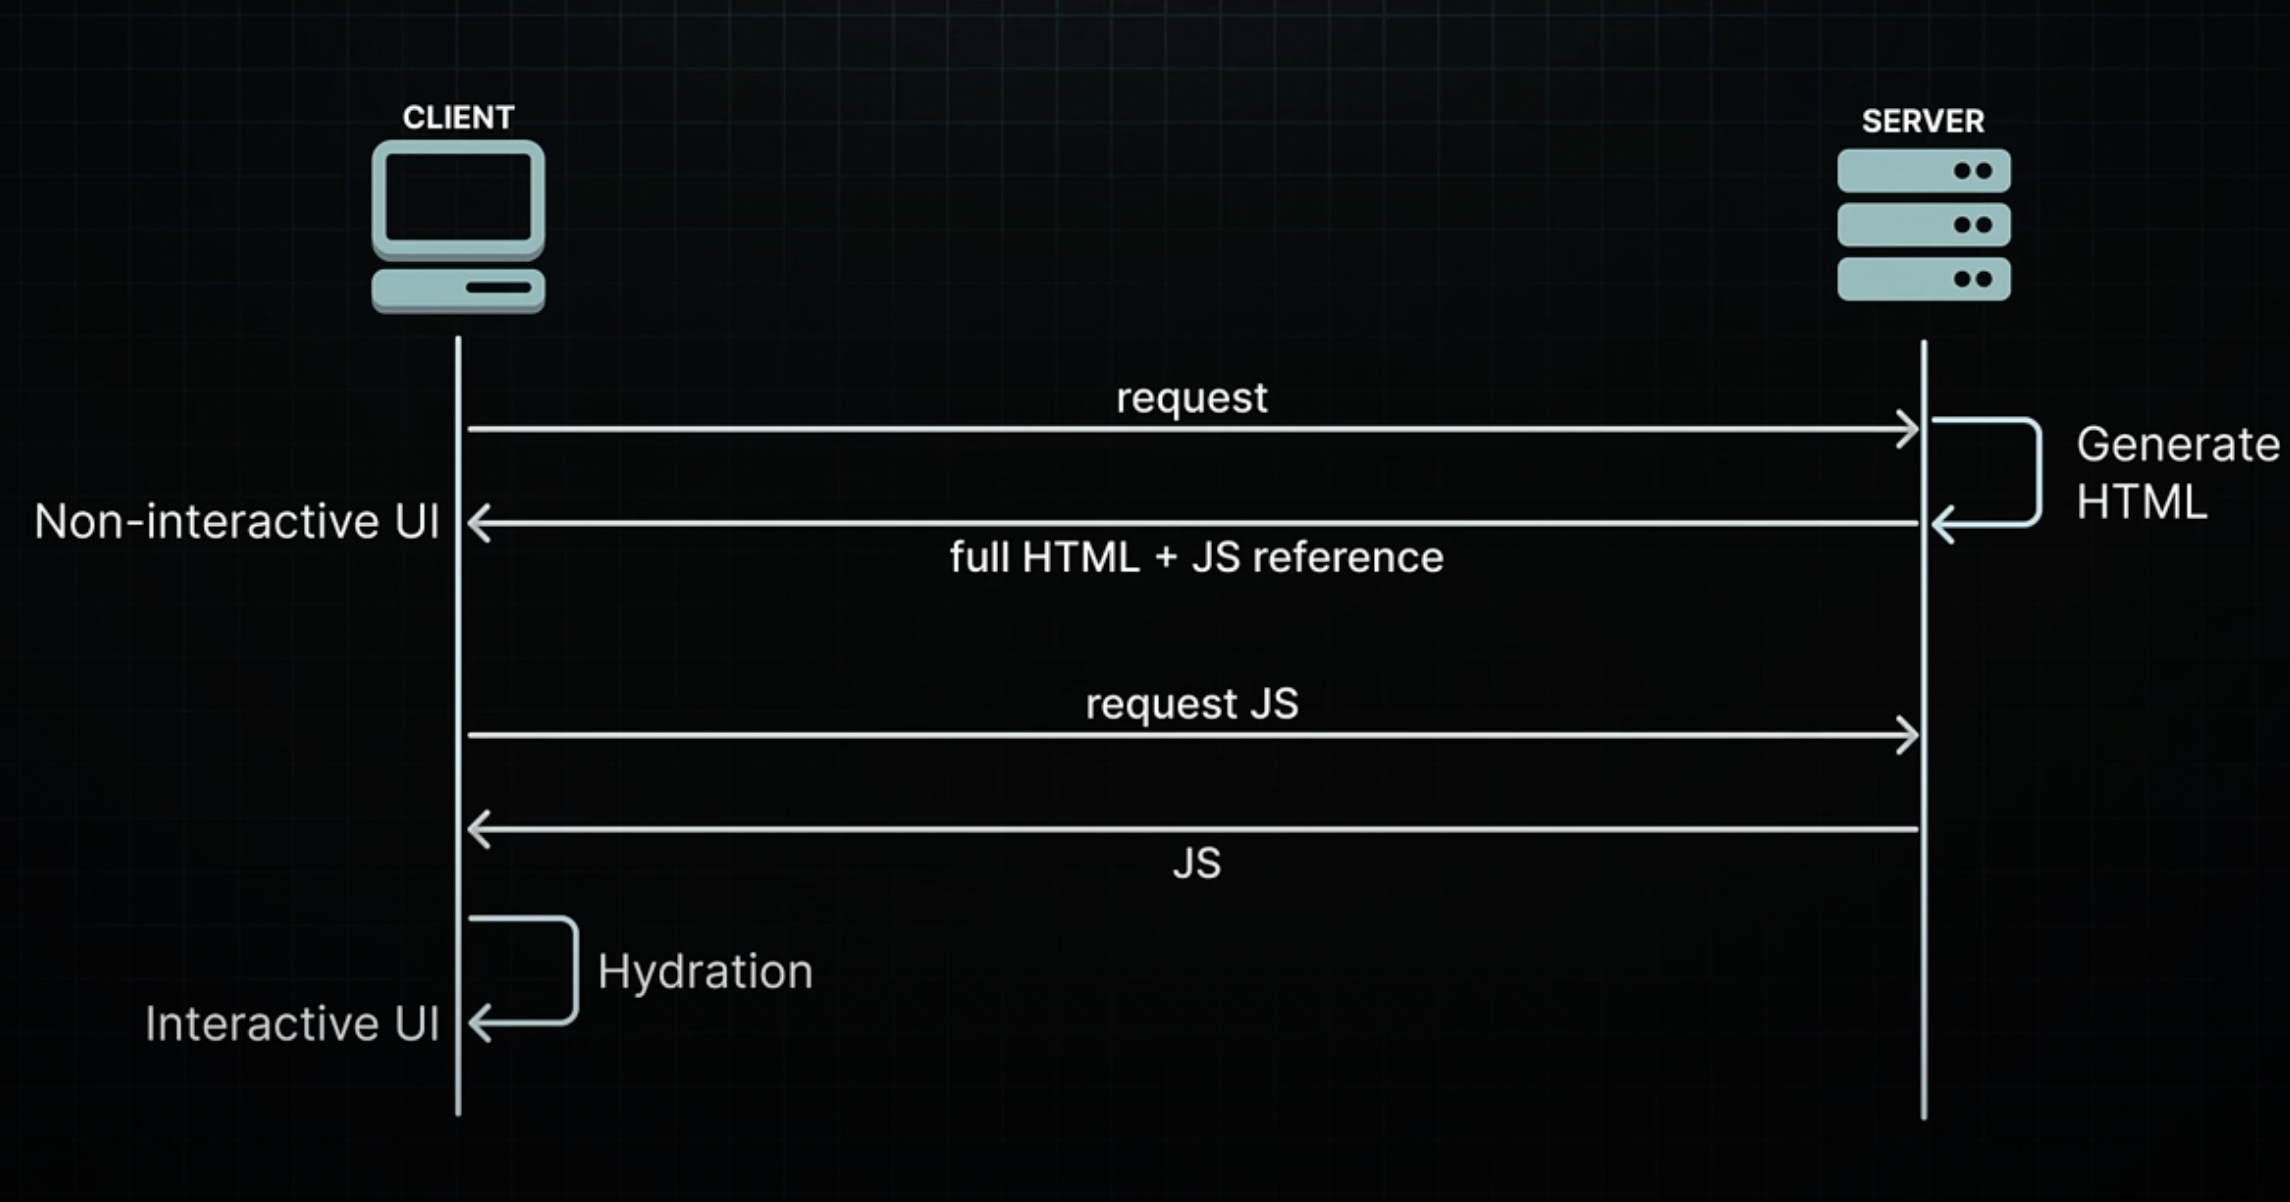 CLIENT
SERVER
request
Generate
HTML
Non-interactive UI
full HTML + JS reference
request JS
JS
Hydration
Interactive UI